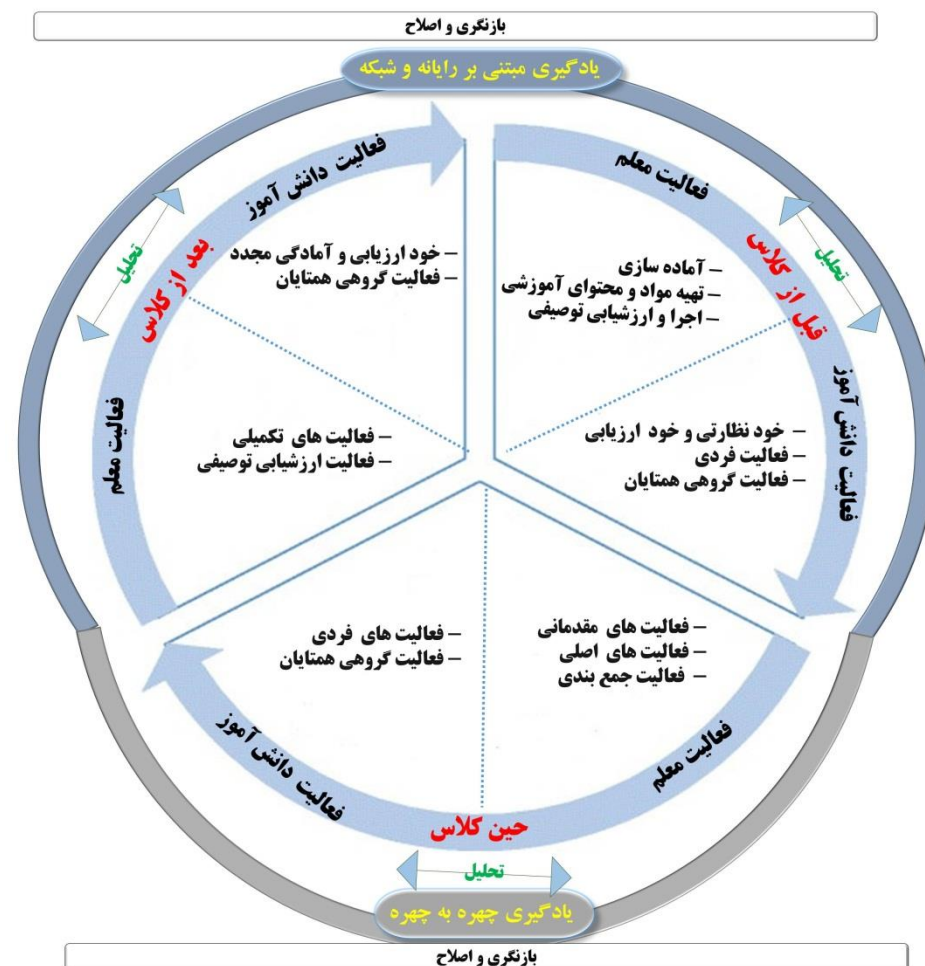 بازنگری و اصلاح
یادگیری مبتنی بر رایانه و شبکه
فعالیت معلم
تحلیل
قبل از کلاس
– آماده سازی
– تهیه مواد و محتوای آموزشی
– اجرا و ارزشیابی توصیفی
فعالیت دانش آموز
– خود نظارتی و خود ارزیابی
– فعالیت فردی
– فعالیت گروهی همتایان
فعالیت معلم
– فعالیت های مقدماتی
– فعالیت های اصلی
– فعالیت جمع بندی
حین کلاس
تحلیل
فعالیت دانش آموز
– فعالیت های فردی
– فعالیت گروهی همتایان
فعالیت معلم
– فعالیت های تکمیلی
– فعالیت ارزشیابی توصیفی
بعد از کلاس
تحلیل
فعالیت دانش آموز
– خود ارزیابی و آمادگی مجدد
– فعالیت گروهی همتایان
یادگیری چهره به چهره
بازنگری و اصلاح